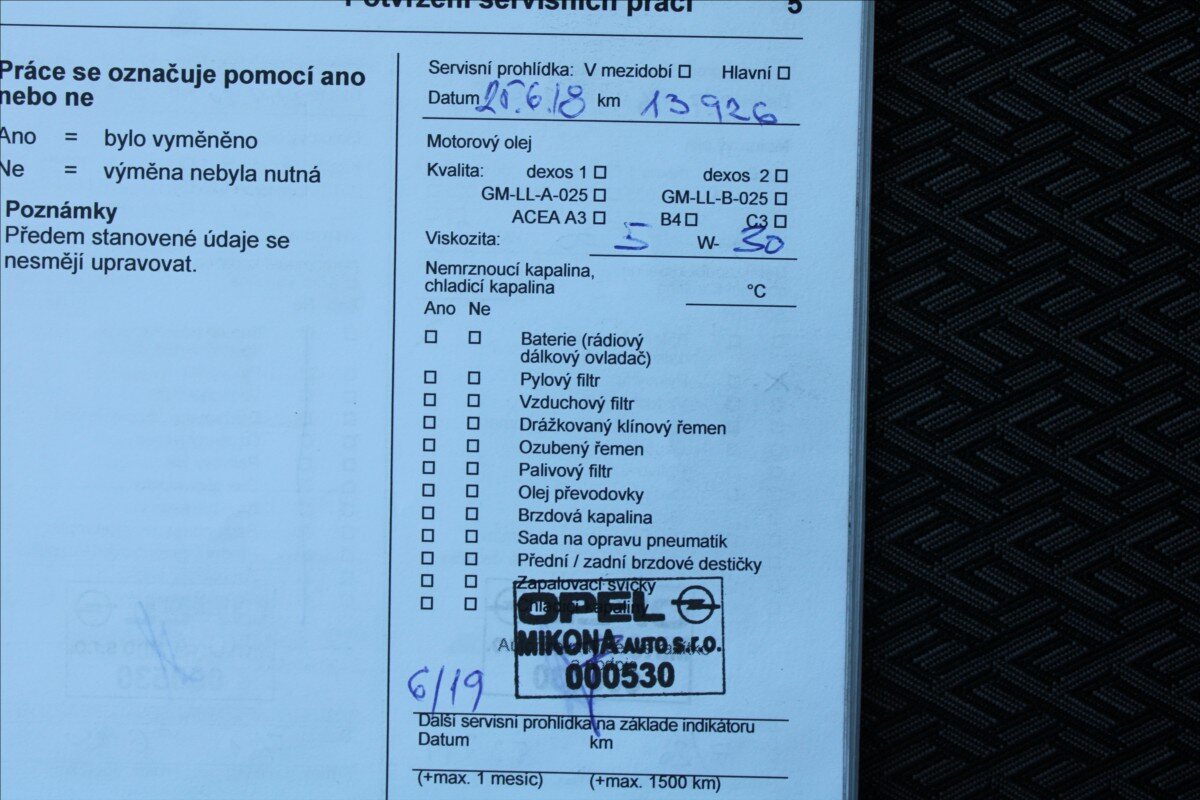 Potvrzení servisních prací 5
Práce se označuje pomocí ano
nebo ne
Ano = bylo vyměněno
Ne = výměna nebyla nutná
Poznámky
Předem stanovené údaje se
nesmějí upravovat.
Servisní prohlídka: V mezidobí □ Hlavní □
Datum 25.6.18 km 13926
Motorový olej
Kvalita: dexos 1 □ dexos 2 □
GM-LL-A-025 □ GM-LL-B-025 □
ACEA A3 □ B4 □ C3 □
Viskozita: 5 W- 30
Nemrznoucí kapalina,
chladicí kapalina °C
Ano Ne
□ □ Baterie (rádiový
dálkový ovladač)
□ □ Pylový filtr
□ □ Vzduchový filtr
□ □ Drážkovaný klínový řemen
□ □ Ozubený řemen
□ □ Palivový filtr
□ □ Olej převodovky
□ □ Brzdová kapalina
□ □ Sada na opravu pneumatik
□ □ Přední / zadní brzdové destičky
□ □ Zapalovací svíčky
□ □ Chladicí kapaliny
OPEL
MIKONA AUTO s.r.o.
000530
6/19
Další servisní prohlídka na základe indikátoru
Datum km
(+max. 1 mesíc) (+max. 1500 km)